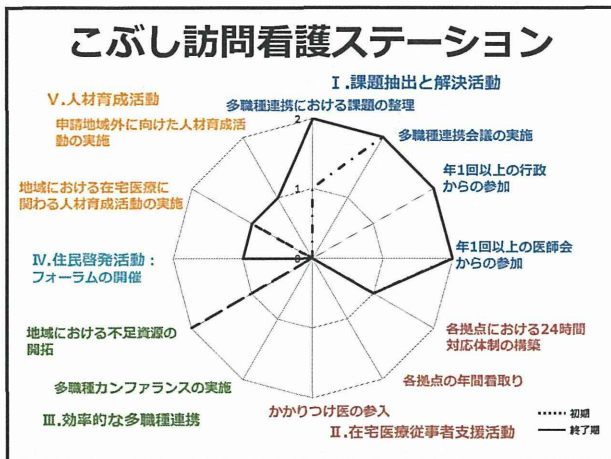 こぶし訪問看護ステーション
Ⅰ.課題抽出と解決活動
多職種連携における課題の整理
多職種連携会議の実施
年1回以上の行政
からの参加
年1回以上の医師会
からの参加
各拠点における24時間
対応体制の構築
各拠点の年間看取り
かかりつけ医の参入
Ⅱ.在宅医療従事者支援活動
多職種カンファランスの実施
Ⅲ.効率的な多職種連携
地域における不足資源の
開拓
Ⅳ.住民啓発活動：
フォーラムの開催
地域における在宅医療に
関わる人材育成活動の実施
Ⅴ.人材育成活動
申請地域外に向けた人材育成活
動の実施
2
1
0
初期
終了期